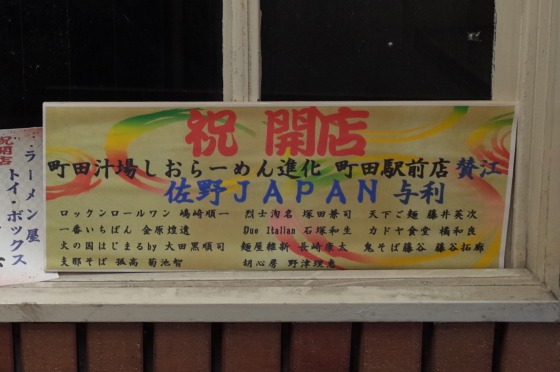 祝 開店
町田汁場しおらーめん進化 町田駅前店 賛江
佐野JAPAN 与利
ロックンロールワン 嶋崎順一 烈士洵名 塚田兼司 天下ご麺 藤井英次
一番いちばん 金原煌遺 Due Italian 石塚和生 カドヤ食堂 橘和良
火の国はじまるby 大田黒順司 麺屋維新 長崎康太 鬼そば藤谷 藤谷拓廊
支那そば 孤高 菊池智 胡心房 野津理恵
祝開店
ラーメン屋
トイ・ボックス